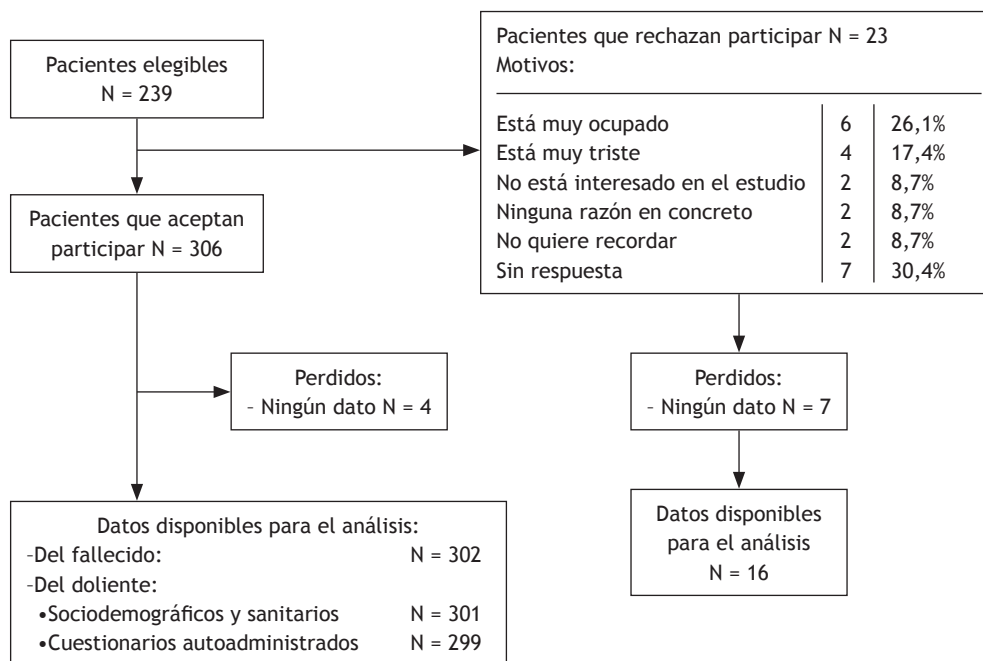 Pacientes elegibles
N = 239
Pacientes que rechazan participar N = 23
Motivos:
Está muy ocupado 6 26,1%
Está muy triste 4 17,4%
No está interesado en el estudio 2 8,7%
Ninguna razón en concreto 2 8,7%
No quiere recordar 2 8,7%
Sin respuesta 7 30,4%
Pacientes que aceptan
participar N = 306
Perdidos:
- Ningún dato N = 4
Perdidos:
- Ningún dato N = 7
Datos disponibles para el análisis:
-Del fallecido: N = 302
-Del doliente:
•Sociodemográficos y sanitarios N = 301
•Cuestionarios autoadministrados N = 299
Datos disponibles
para el análisis
N = 16